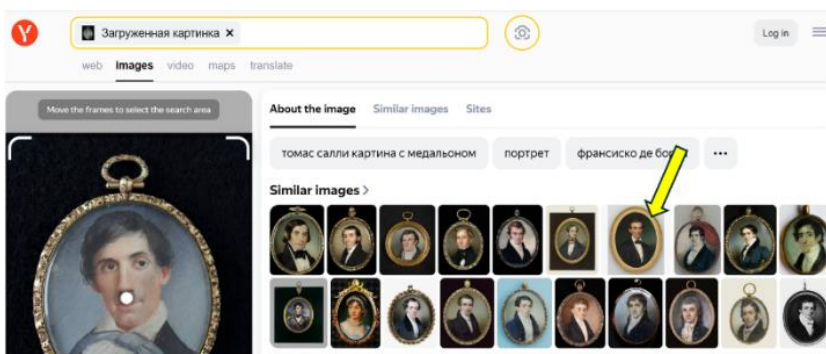 Y
Загруженная картинка ×
Log in
web images video maps translate
Move the frames to select the search area
About the image Similar images Sites
томас салли картина с медальоном портрет франсиско де •••
Similar images >